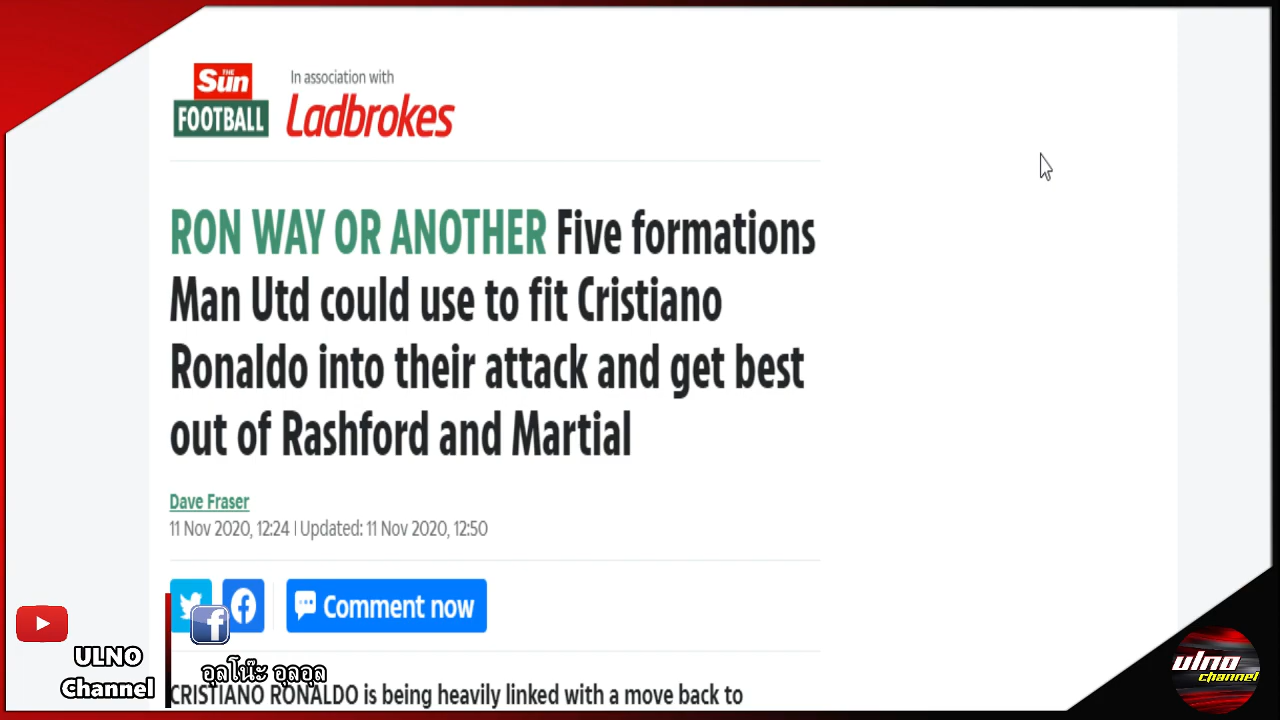 THE
Sun
FOOTBALL
In association with
Ladbrokes
RON WAY OR ANOTHER Five formations
Man Utd could use to fit Cristiano
Ronaldo into their attack and get best
out of Rashford and Martial
Dave Fraser
11 Nov 2020, 12:24 | Updated: 11 Nov 2020, 12:50
Comment now
ULNO
Channel
อุลโน๊ะ อุลอุล
CRISTIANO RONALDO is being heavily linked with a move back to
ulno
channel